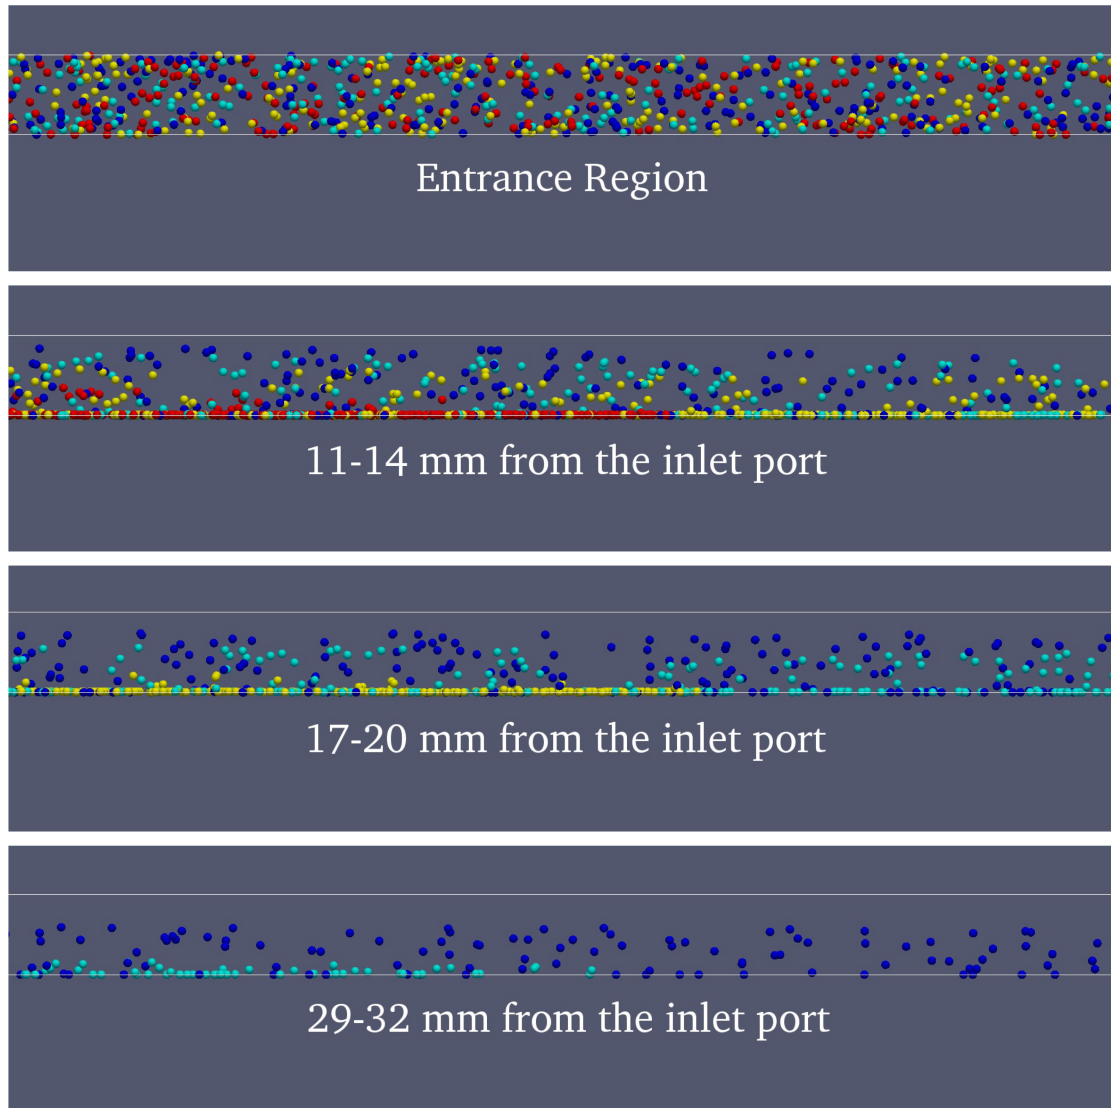 Entrance Region
11-14 mm from the inlet port
17-20 mm from the inlet port
29-32 mm from the inlet port